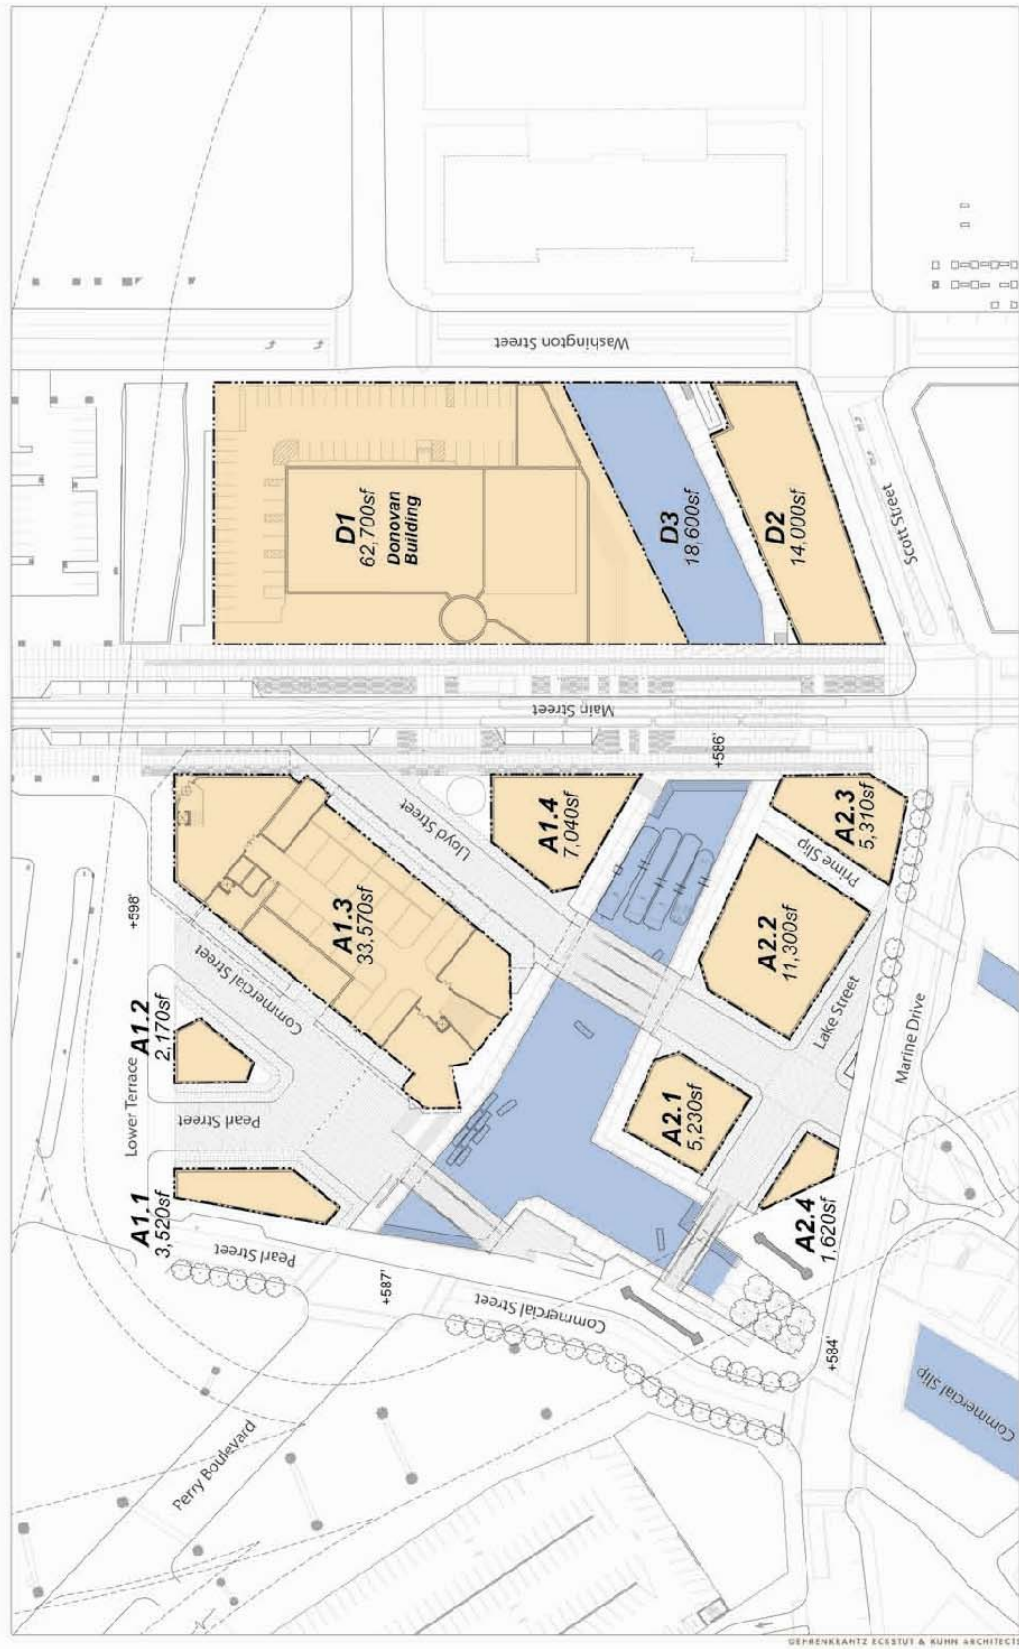 Washington Street
D1
62,700sf
Donovan
Building
D3
18,600sf
D2
14,000sf
Scott Street
Main Street
+586'
Lloyd Street
A1.4
7,040sf
A2.3
5,310sf
Prime Slip
A1.3
33,570sf
A2.2
11,300sf
+598'
Commercial Street
Lake Street
Marine Drive
A1.2
2,170sf
Lower Terrace
Pearl Street
A2.1
5,230sf
A1.1
3,520sf
A2.4
1,620sf
Pearl Street
+587'
Commercial Street
+584'
Commercial Slip
Perry Boulevard
GEHRENKRANTZ ECKSTUT & KUHN ARCHITECT